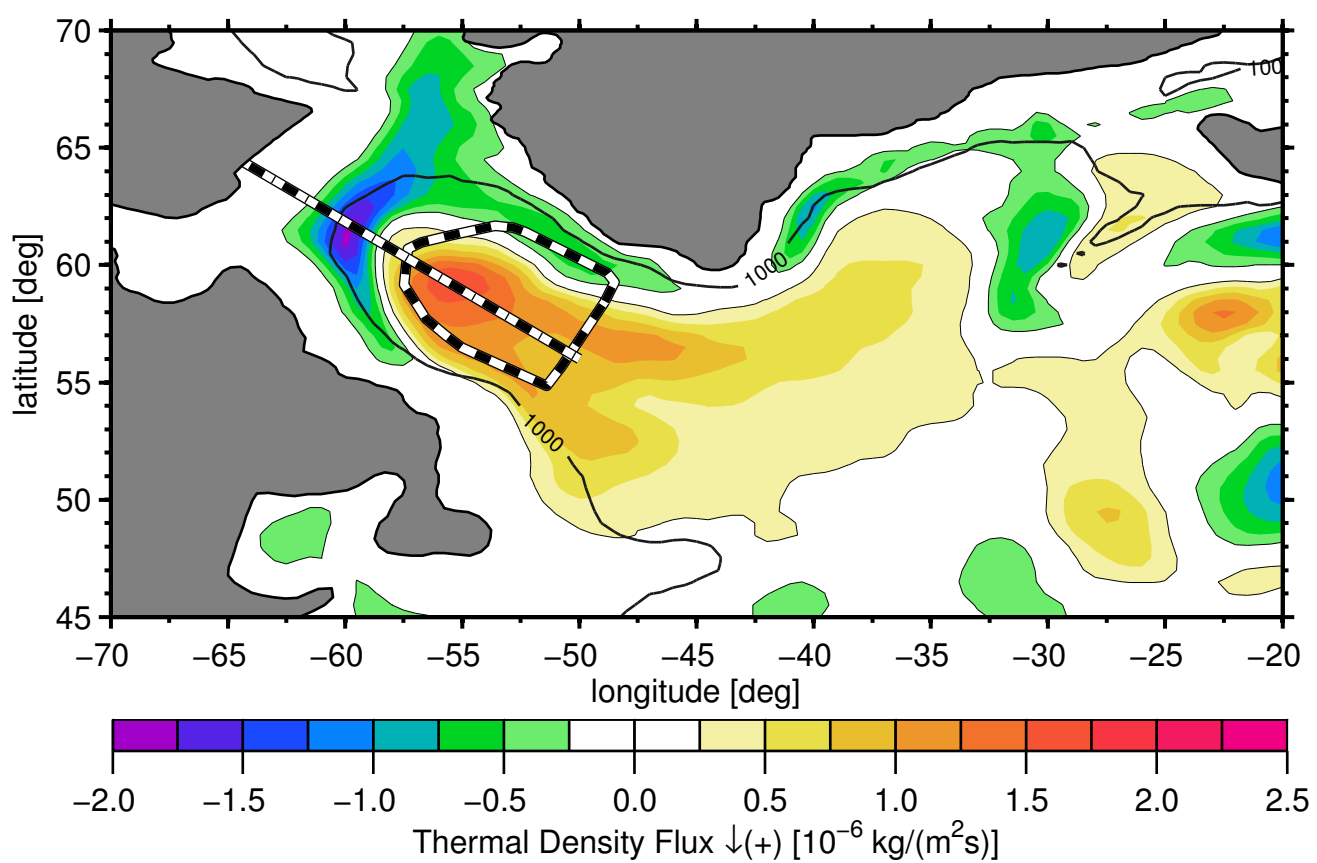 70
65
60
55
50
45
latitude [deg]
100
1000
1000
−70 −65 −60 −55 −50 −45 −40 −35 −30 −25 −20
longitude [deg]
−2.0 −1.5 −1.0 −0.5 0.0 0.5 1.0 1.5 2.0 2.5
Thermal Density Flux ↓(+) [10⁻⁶ kg/(m²s)]